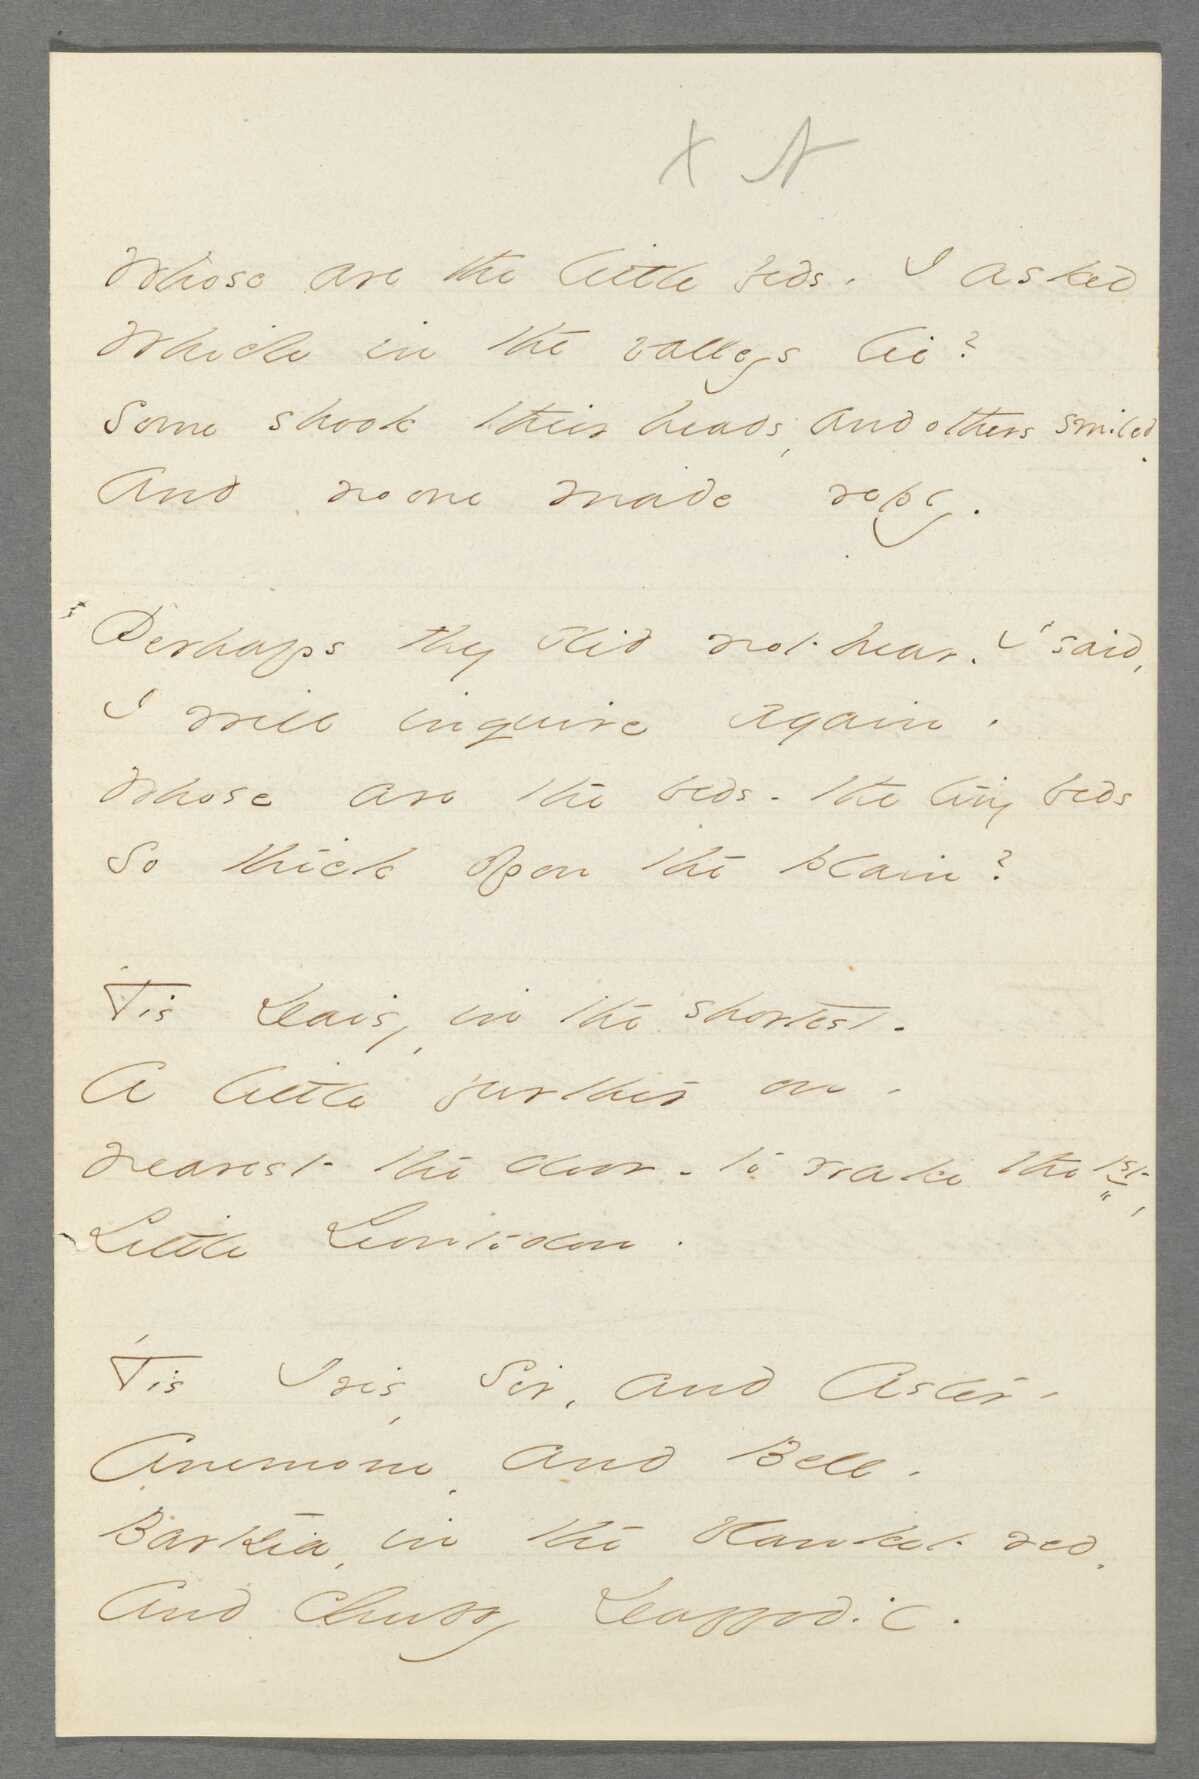 X N
Whose are the little beds. I asked
Which in the valleys lie?
Some shook their heads, and others smiled.
And no one made reply.
Perhaps they did not hear. I said,
I will inquire again.
Whose are the beds - the tiny beds
So thick opon the plain?
'Tis Daisy, in the shortest -
A little further on -
Nearest the door - to wake the 1st,
Little Leontodon.
'Tis Iris, Sir, and Aster -
Anemone, and Bell -
Bartsia, in the blanket red,
And Chubby Daffodil.